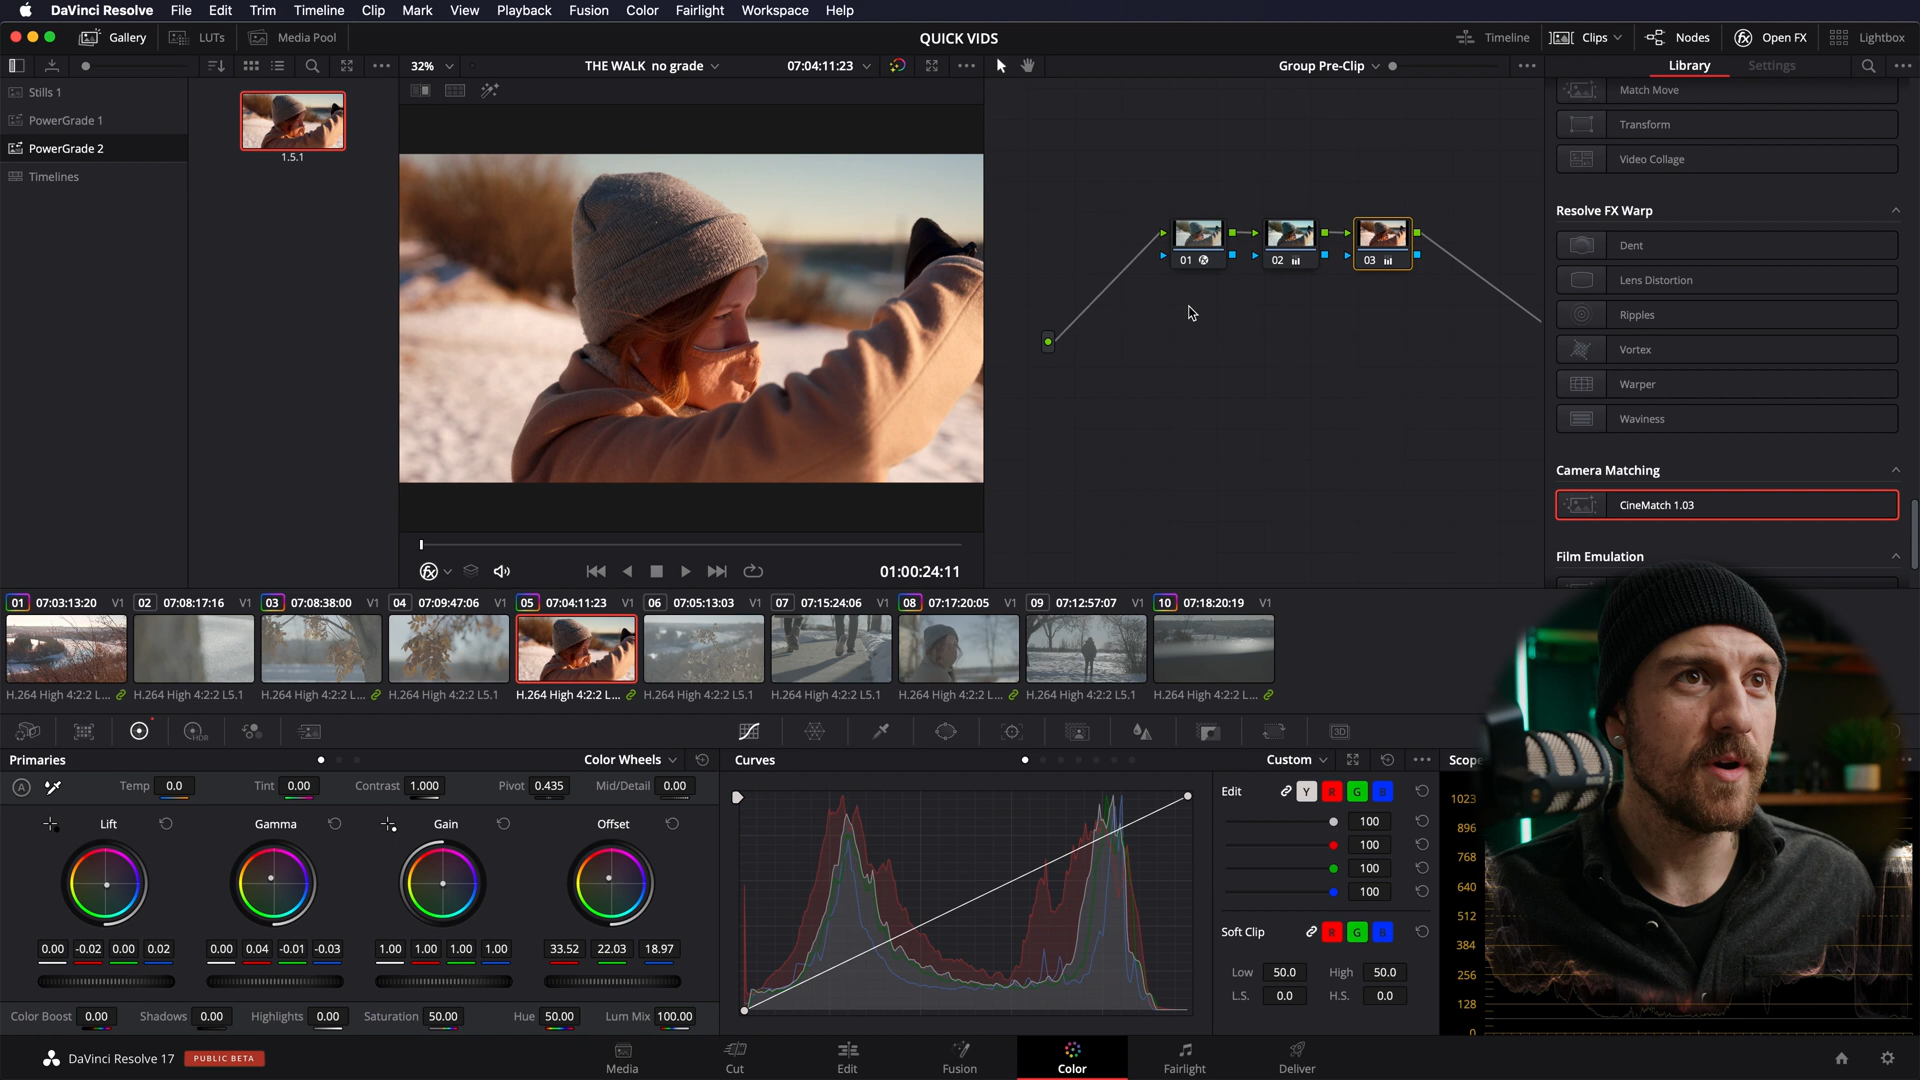 DaVinci Resolve File Edit Trim Timeline Clip Mark View Playback Fusion Color Fairlight Workspace Help
Gallery LUTs Media Pool QUICK VIDS Timeline Clips Nodes Open FX Lightbox
32% THE WALK no grade 07:04:11:23 Group Pre-Clip Library Settings
Stills 1
PowerGrade 1
PowerGrade 2
Timelines
1.5.1
01 02 03
Match Move
Transform
Video Collage
Resolve FX Warp
Dent
Lens Distortion
Ripples
Vortex
Warper
Waviness
Camera Matching
CineMatch 1.03
Film Emulation
01:00:24:11
01 07:03:13:20 V1 02 07:08:17:16 V1 03 07:08:38:00 V1 04 07:09:47:06 V1 05 07:04:11:23 V1 06 07:05:13:03 V1 07 07:15:24:06 V1 08 07:17:20:05 V1 09 07:12:57:07 V1 10 07:18:20:19 V1
H.264 High 4:2:2 L... H.264 High 4:2:2 L5.1 H.264 High 4:2:2 L... H.264 High 4:2:2 L5.1 H.264 High 4:2:2 L... H.264 High 4:2:2 L5.1 H.264 High 4:2:2 L5.1 H.264 High 4:2:2 L... H.264 High 4:2:2 L5.1 H.264 High 4:2:2 L...
HDR 3D
Primaries Color Wheels Curves Custom Scope
A Temp 0.0 Tint 0.00 Contrast 1.000 Pivot 0.435 Mid/Detail 0.00
Lift Gamma Gain Offset
0.00 -0.02 0.00 0.02 0.00 0.04 -0.01 -0.03 1.00 1.00 1.00 1.00 33.52 22.03 18.97
Color Boost 0.00 Shadows 0.00 Highlights 0.00 Saturation 50.00 Hue 50.00 Lum Mix 100.00
Edit Y R G B
100
100
100
100
Soft Clip R G B
Low 50.0 High 50.0
L.S. 0.0 H.S. 0.0
1023
896
768
640
512
384
256
128
0
DaVinci Resolve 17 PUBLIC BETA Media Cut Edit Fusion Color Fairlight Deliver